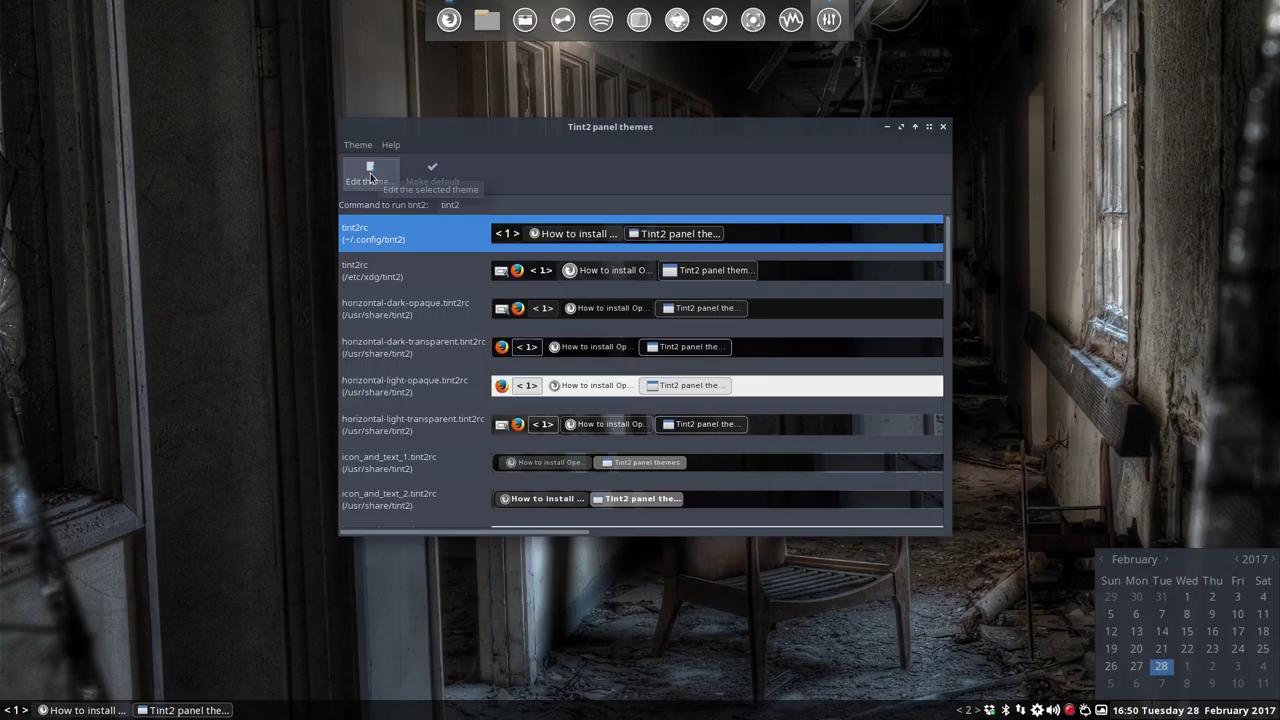 Tint2 panel themes
Theme Help
Edit theme... Make default
Edit the selected theme
Command to run tint2: tint2
tint2rc
(~/.config/tint2)
< 1 > How to install ... Tint2 panel the...
tint2rc
(/etc/xdg/tint2)
< 1> How to install O... Tint2 panel them...
horizontal-dark-opaque.tint2rc
(/usr/share/tint2)
< 1> How to install Op... Tint2 panel the...
horizontal-dark-transparent.tint2rc
(/usr/share/tint2)
< 1> How to install Op... Tint2 panel the...
horizontal-light-opaque.tint2rc
(/usr/share/tint2)
< 1> How to install Op... Tint2 panel the...
horizontal-light-transparent.tint2rc
(/usr/share/tint2)
< 1> How to install Op... Tint2 panel the...
icon_and_text_1.tint2rc
(/usr/share/tint2)
How to install Ope... Tint2 panel themes
icon_and_text_2.tint2rc
(/usr/share/tint2)
How to install ... Tint2 panel the...
‹ February › ‹ 2017 ›
Sun Mon Tue Wed Thu Fri Sat
29 30 31 1 2 3 4
5 6 7 8 9 10 11
12 13 14 15 16 17 18
19 20 21 22 23 24 25
26 27 28 1 2 3 4
5 6 7 8 9 10 11
< 1 > How to install ... Tint2 panel the... < 2 > 16:50 Tuesday 28 February 2017